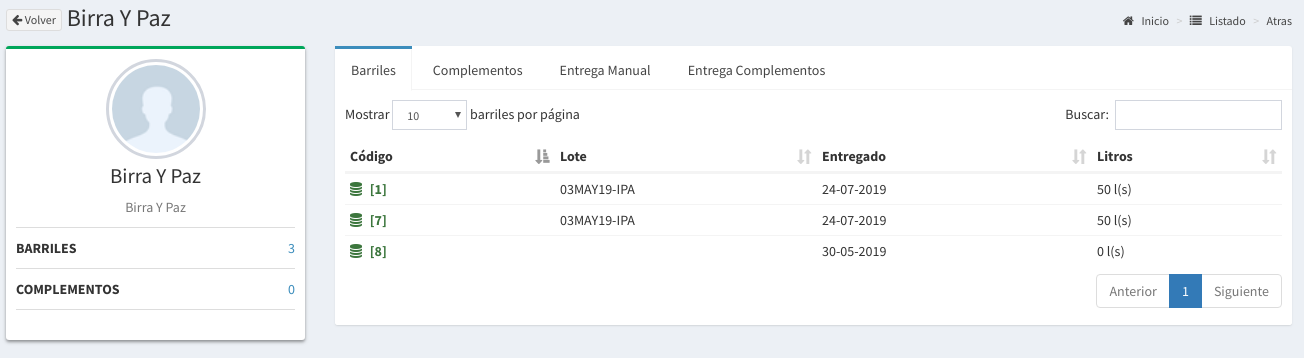 Volver Birra Y Paz
Inicio > Listado > Atras
Birra Y Paz
Birra Y Paz
BARRILES 3
COMPLEMENTOS 0
Barriles Complementos Entrega Manual Entrega Complementos
Mostrar 10 barriles por página Buscar:
Código Lote Entregado Litros
[1] 03MAY19-IPA 24-07-2019 50 l(s)
[7] 03MAY19-IPA 24-07-2019 50 l(s)
[8] 30-05-2019 0 l(s)
Anterior 1 Siguiente